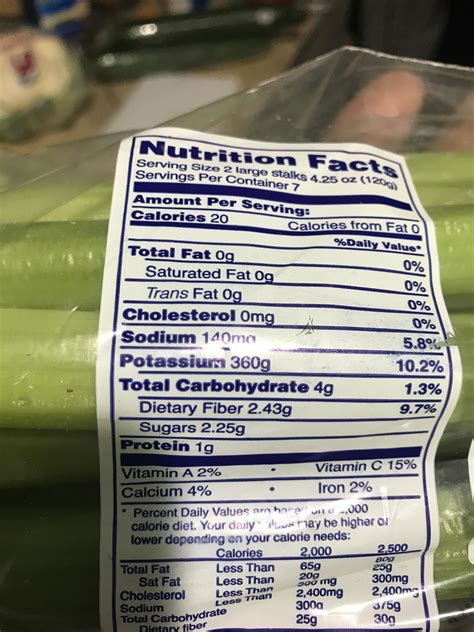 Nutrition Facts
Serving Size 2 large stalks 4.25 oz (120g)
Servings Per Container 7
Amount Per Serving:
Calories 20 Calories from Fat 0
%Daily Value*
Total Fat 0g 0%
Saturated Fat 0g 0%
Trans Fat 0g 0%
Cholesterol 0mg 0%
Sodium 140mg 5.8%
Potassium 360g 10.2%
Total Carbohydrate 4g 1.3%
Dietary Fiber 2.43g 9.7%
Sugars 2.25g
Protein 1g
Vitamin A 2% • Vitamin C 15%
Calcium 4% • Iron 2%
* Percent Daily Values are based on a 2,000
calorie diet. Your daily values may be higher or
lower depending on your calorie needs:
Calories 2,000 2,500
Total Fat Less Than 65g 80g
Sat Fat Less Than 20g 25g
Cholesterol Less Than 300 mg 300mg
Sodium Less Than 2,400mg 2,400mg
Total Carbohydrate 300g 375g
Dietary fiber 25g 30g